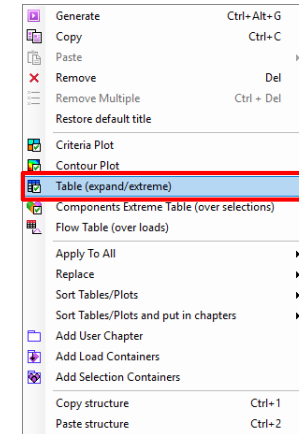 Generate Ctrl+Alt+G
Copy Ctrl+C
Paste
Remove Del
Remove Multiple Ctrl + Del
Restore default title
Criteria Plot
Contour Plot
Table (expand/extreme)
Components Extreme Table (over selections)
Flow Table (over loads)
Apply To All
Replace
Sort Tables/Plots
Sort Tables/Plots and put in chapters
Add User Chapter
Add Load Containers
Add Selection Containers
Copy structure Ctrl+1
Paste structure Ctrl+2